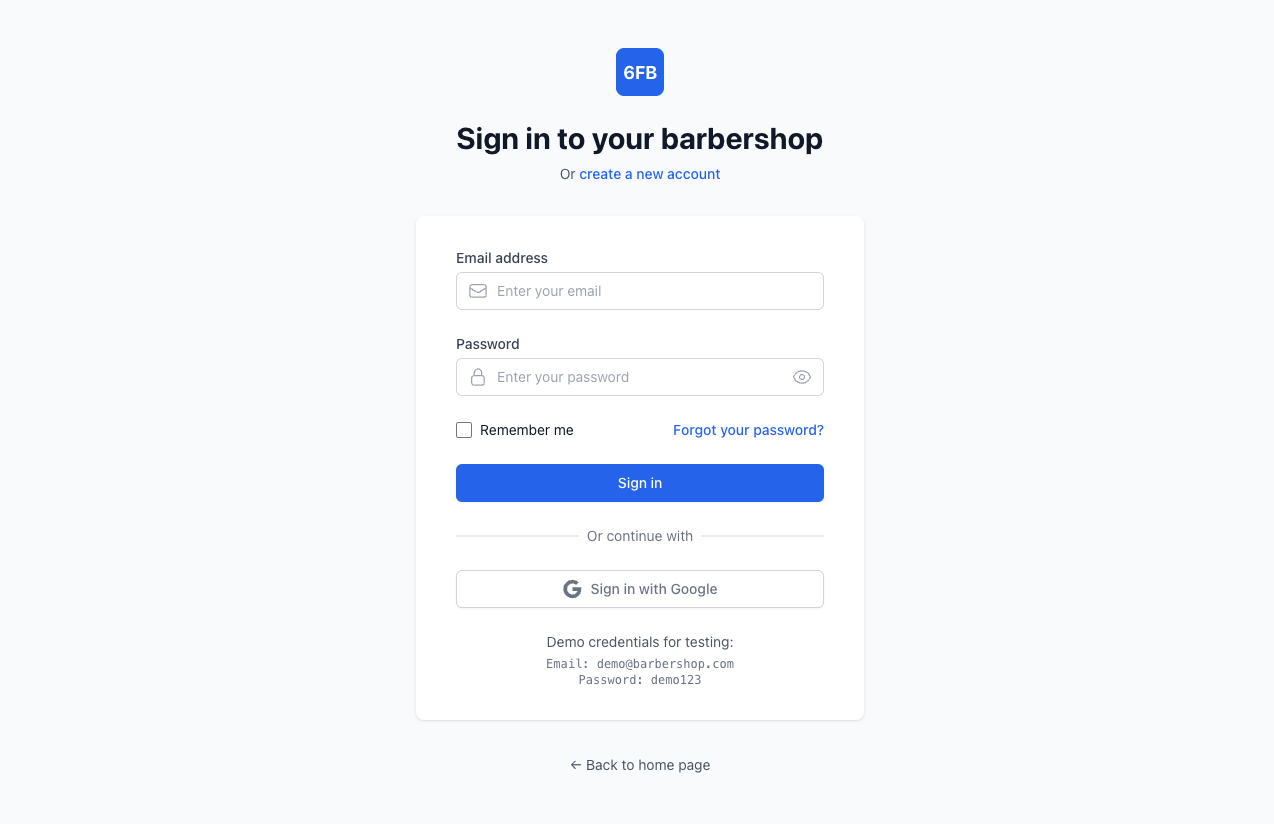 6FB
Sign in to your barbershop
Or create a new account
Email address
Enter your email
Password
Enter your password
Remember me
Forgot your password?
Sign in
Or continue with
Sign in with Google
Demo credentials for testing:
Email: demo@barbershop.com
Password: demo123
← Back to home page